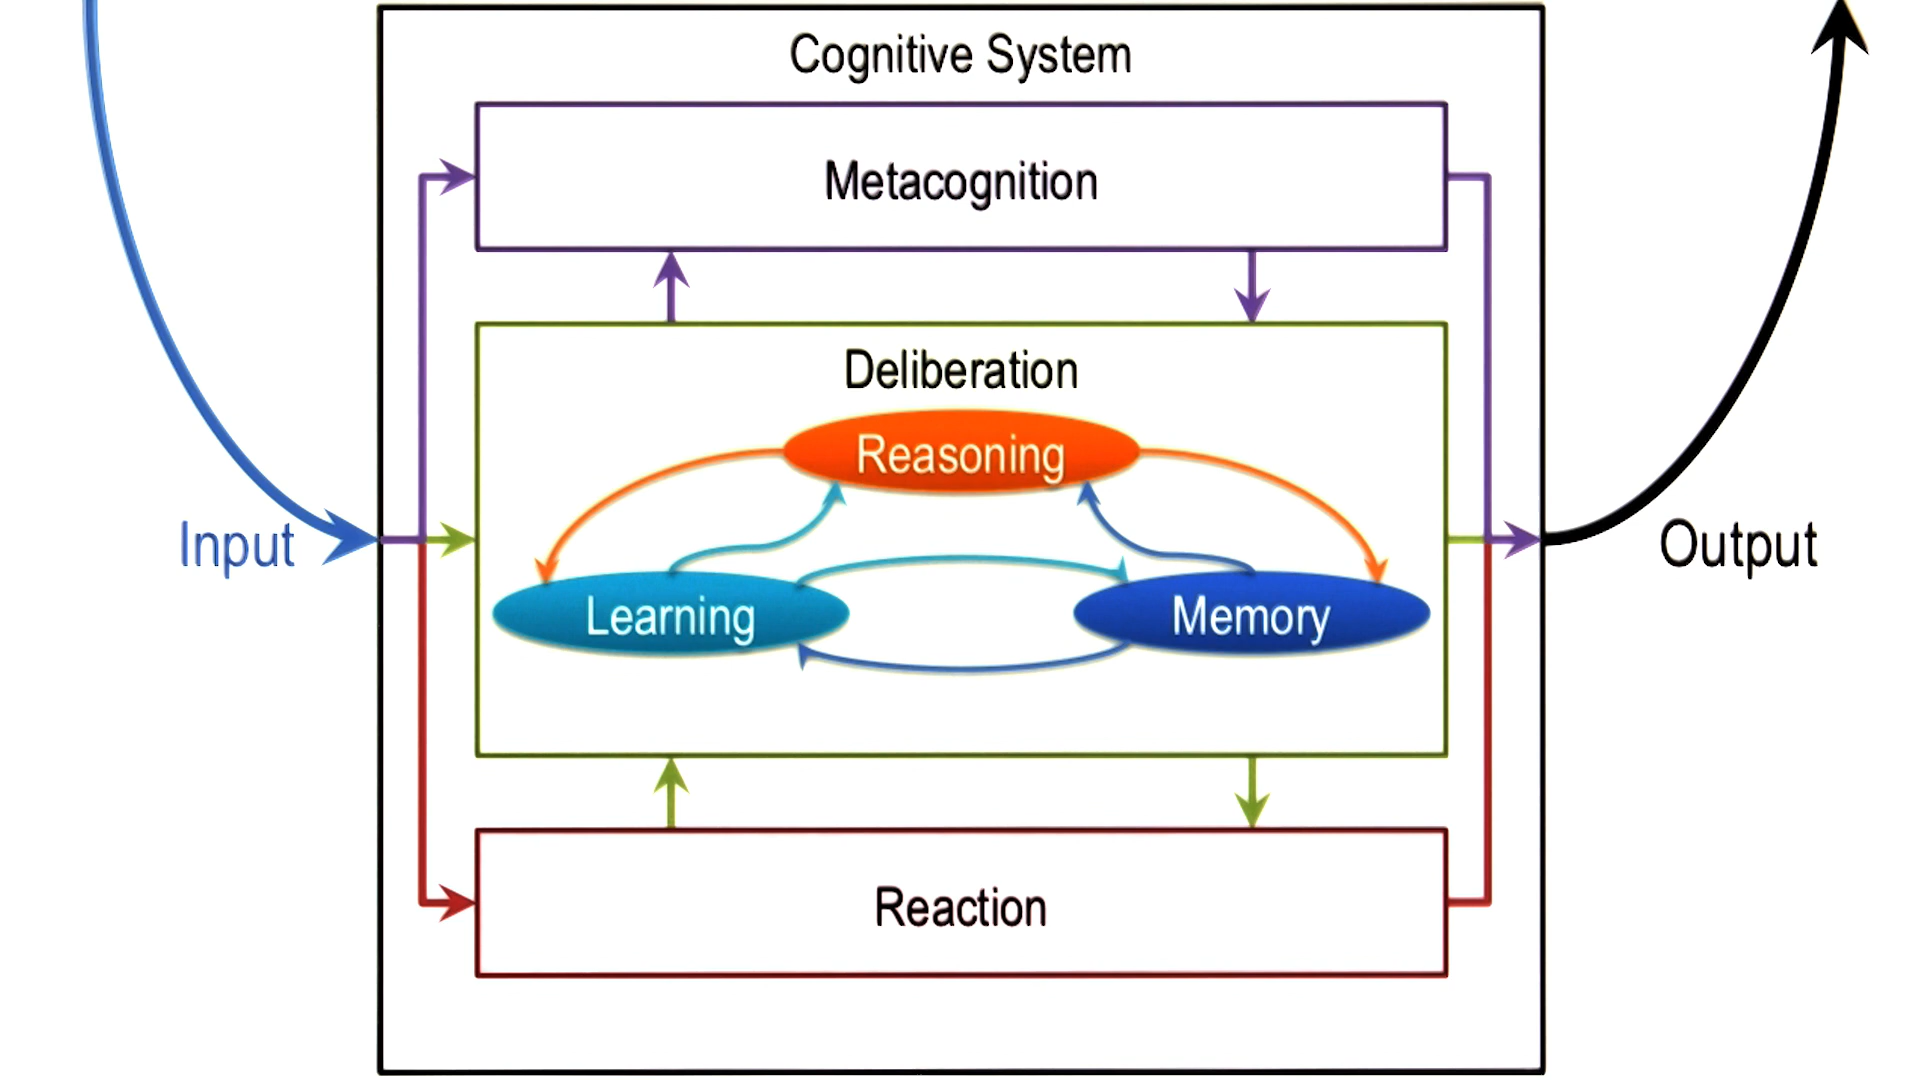 Cognitive System
Metacognition
Deliberation
Reasoning
Input
Output
Learning
Memory
Reaction